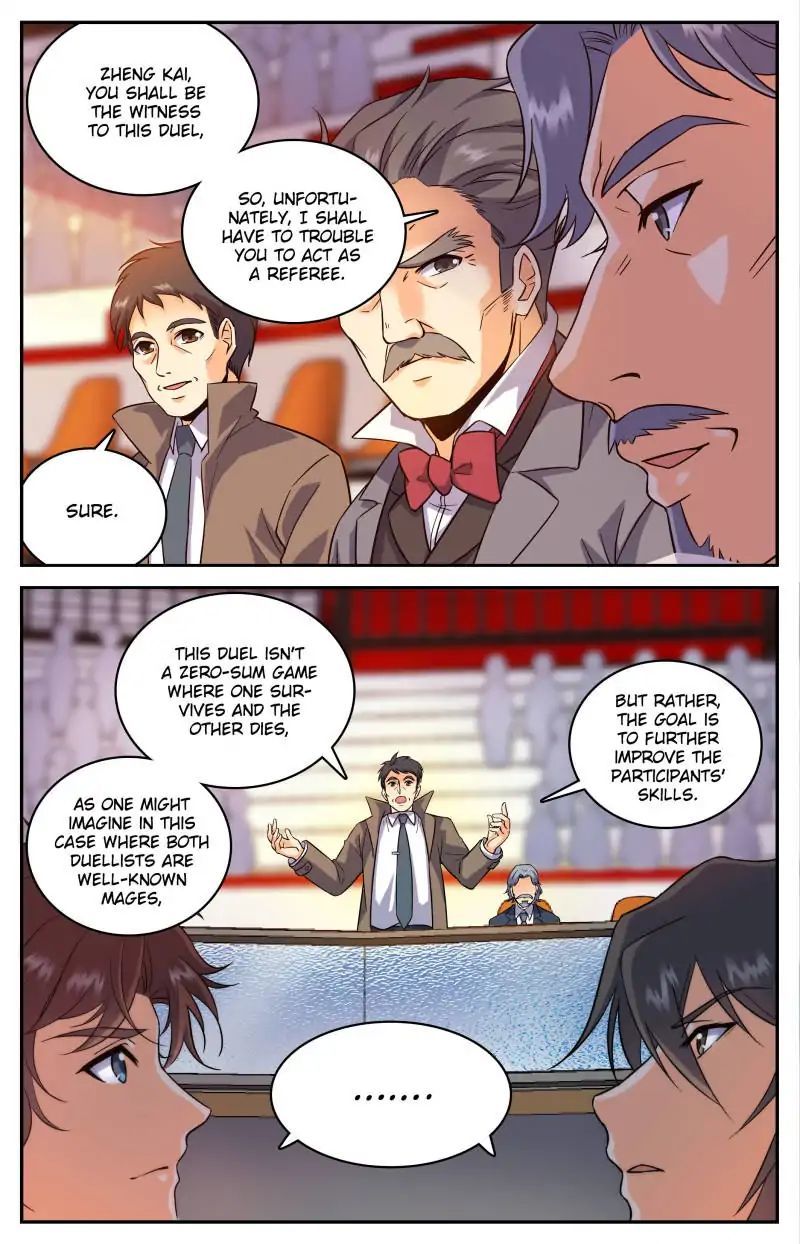 ZHENG KAI,
YOU SHALL BE
THE WITNESS
TO THIS DUEL,
SO, UNFORTU-
NATELY, I SHALL
HAVE TO TROUBLE
YOU TO ACT AS
A REFEREE.
SURE.
THIS DUEL ISN'T
A ZERO-SUM GAME
WHERE ONE SUR-
VIVES AND THE
OTHER DIES,
AS ONE MIGHT
IMAGINE IN THIS
CASE WHERE BOTH
DUELLISTS ARE
WELL-KNOWN
MAGES,
BUT RATHER,
THE GOAL IS
TO FURTHER
IMPROVE THE
PARTICIPANTS'
SKILLS.
.......